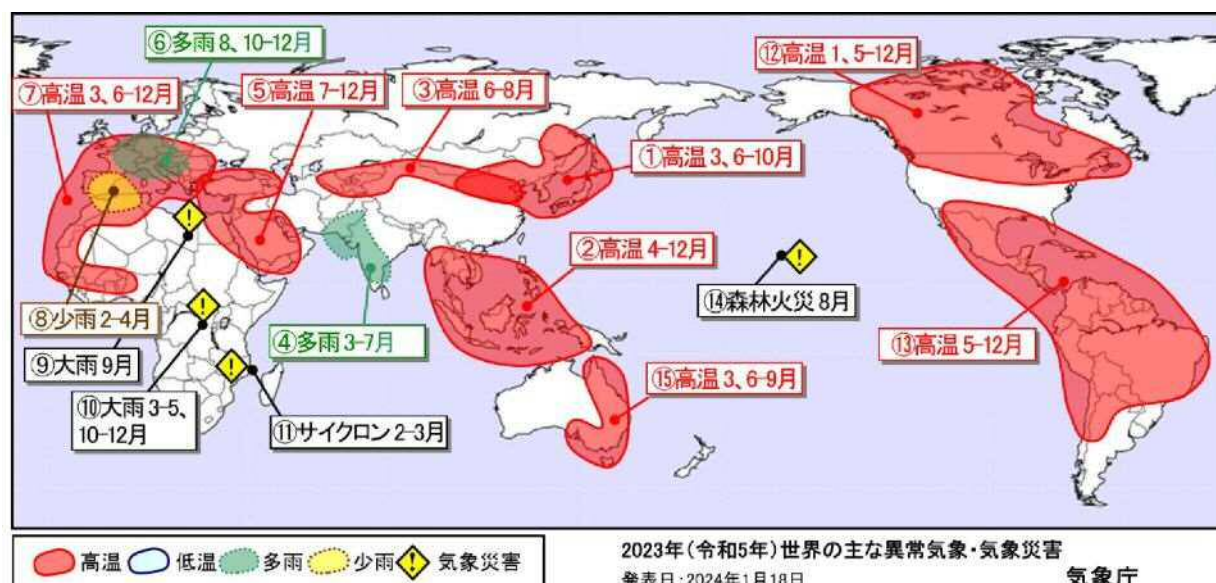 ⑥多雨 8、10-12月
⑫高温 1、5-12月
⑦高温 3、6-12月
⑤高温 7-12月
③高温 6-8月
①高温 3、6-10月
②高温 4-12月
⑭森林火災 8月
⑧少雨 2-4月
④多雨 3-7月
⑬高温 5-12月
⑨大雨 9月
⑮高温 3、6-9月
⑩大雨 3-5、
10-12月
⑪サイクロン 2-3月
高温 低温 多雨 少雨 気象災害
2023年(令和5年)世界の主な異常気象・気象災害
発表日:2024年1月18日
気象庁